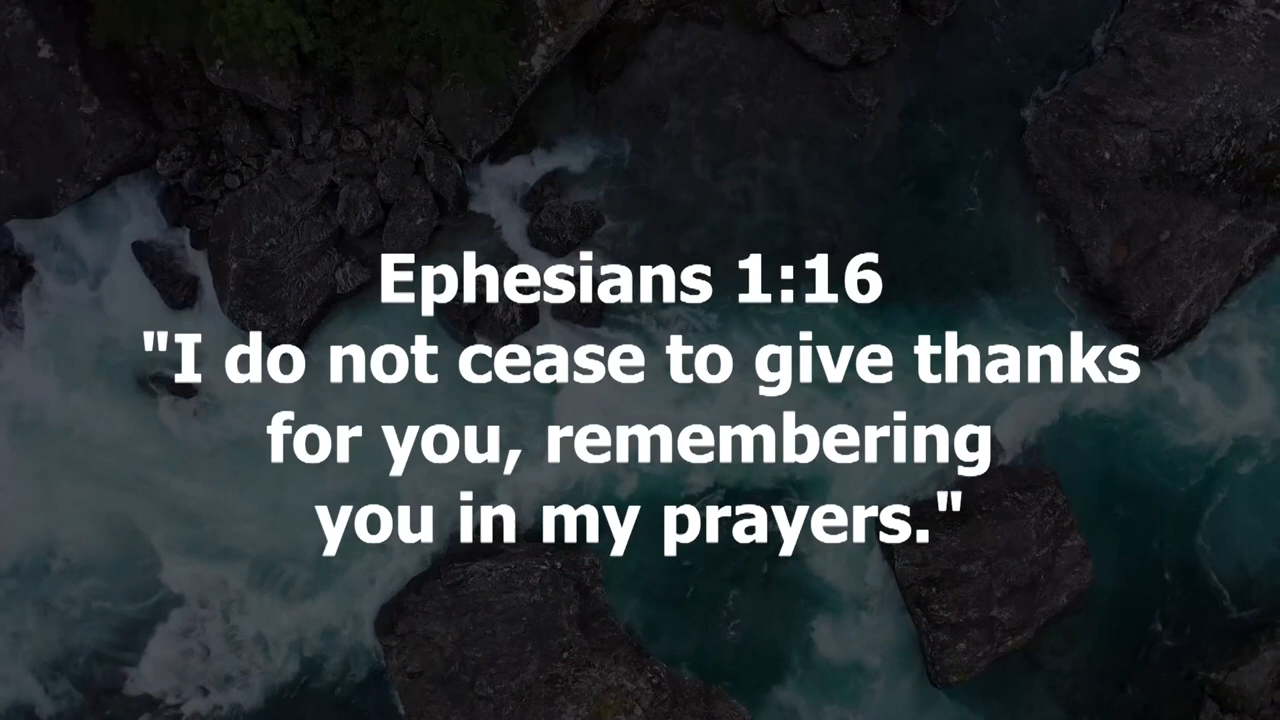 Ephesians 1:16
"I do not cease to give thanks
for you, remembering
you in my prayers."